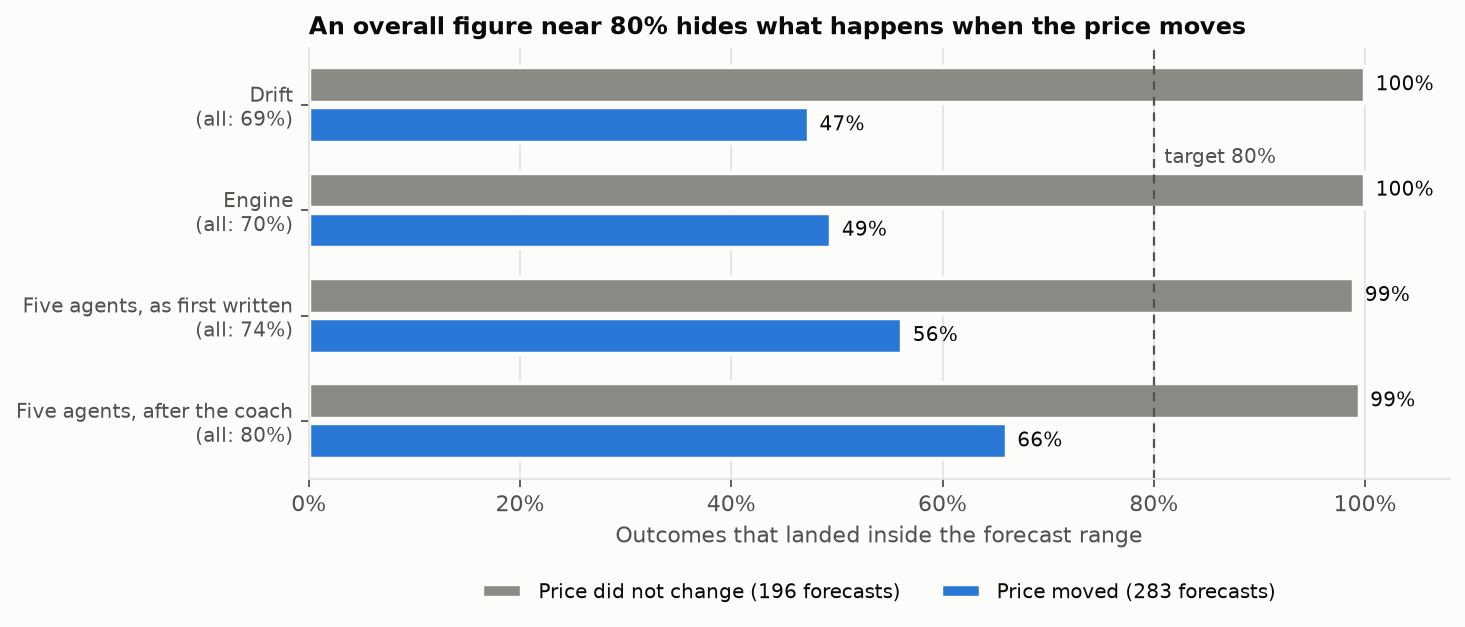 An overall figure near 80% hides what happens when the price moves
Drift
(all: 69%)
100%
47%
target 80%
Engine
(all: 70%)
100%
49%
Five agents, as first written
(all: 74%)
99%
56%
Five agents, after the coach
(all: 80%)
99%
66%
0% 20% 40% 60% 80% 100%
Outcomes that landed inside the forecast range
Price did not change (196 forecasts) Price moved (283 forecasts)